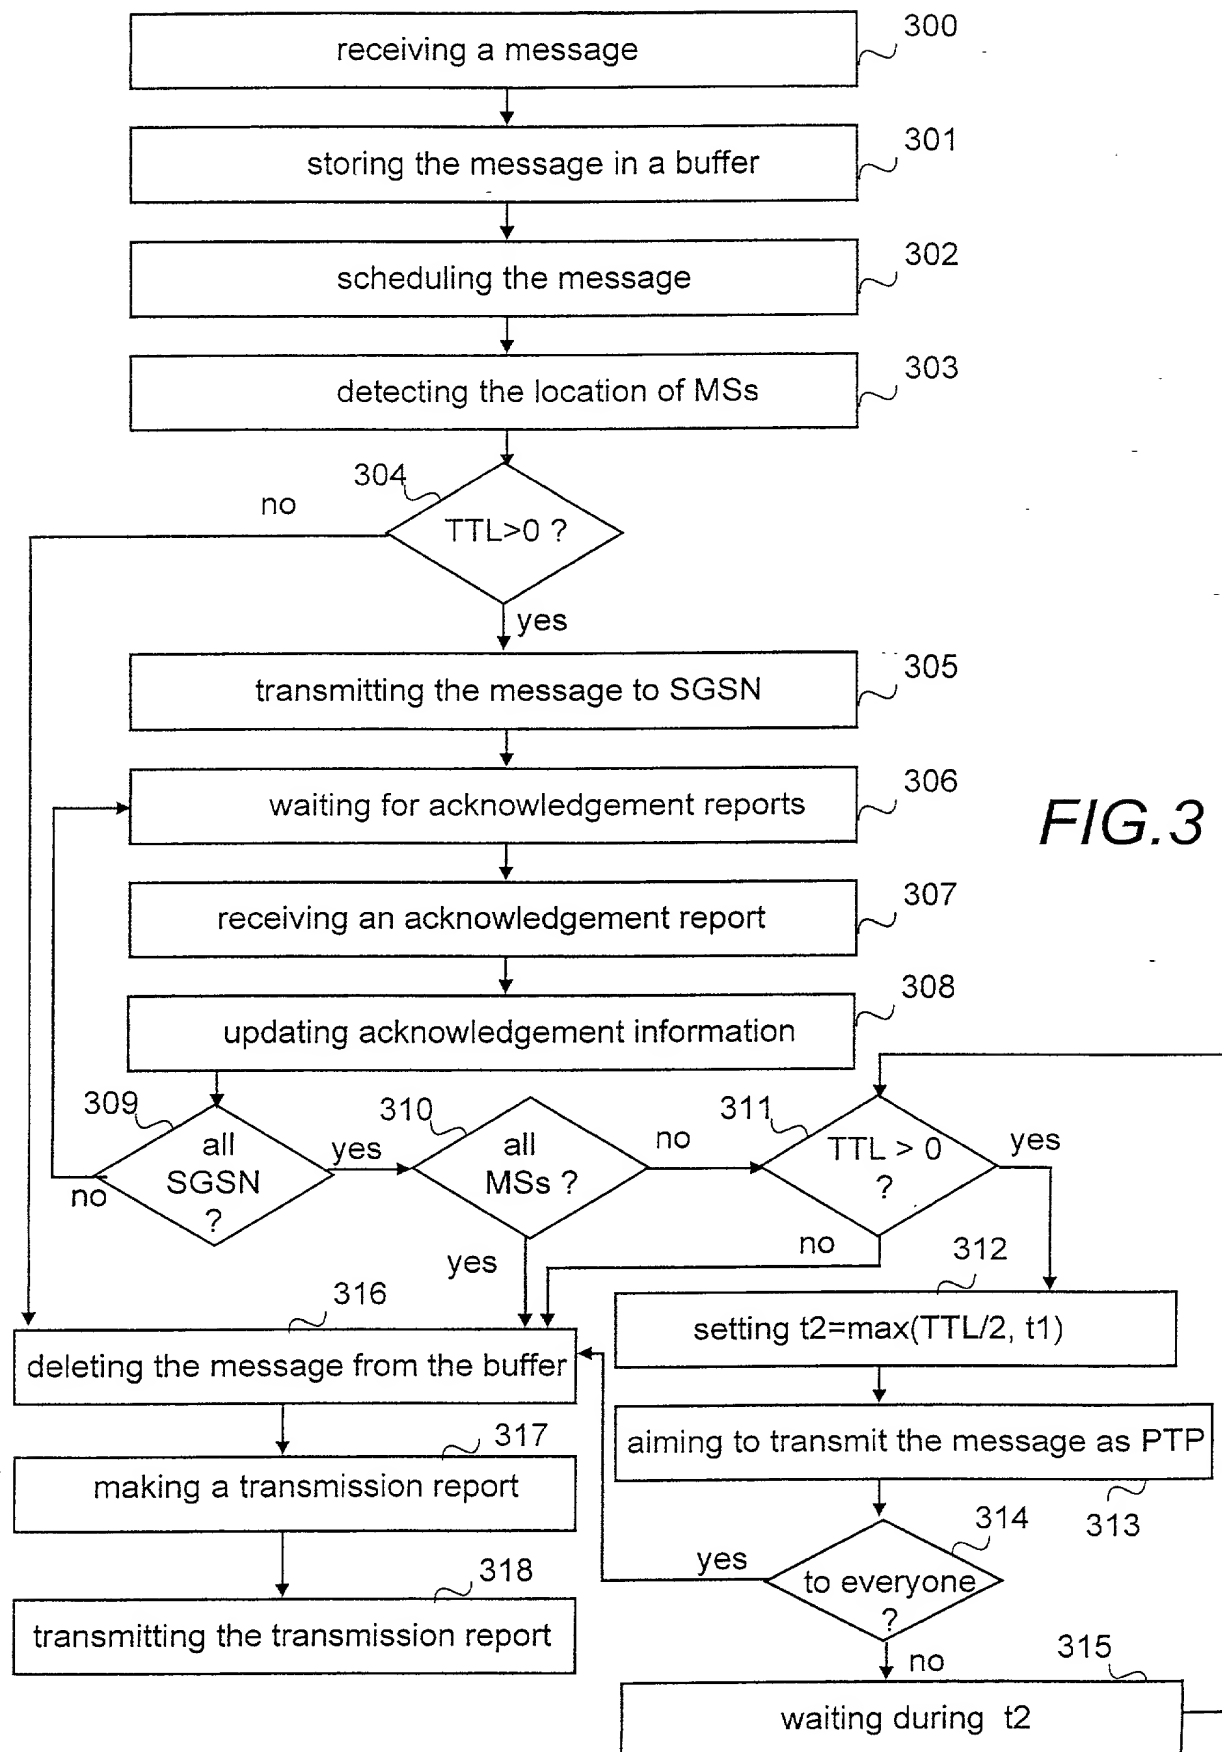 300
receiving a message
301
storing the message in a buffer
302
scheduling the message
303
detecting the location of MSs
304
no
TTL>0 ?
yes
305
transmitting the message to SGSN
306
waiting for acknowledgement reports
FIG.3
307
receiving an acknowledgement report
308
updating acknowledgement information
309
all
SGSN
?
no
yes
310
all
MSs ?
yes
no
311
TTL > 0
?
yes
no
312
setting t2=max(TTL/2, t1)
316
deleting the message from the buffer
aiming to transmit the message as PTP
313
317
making a transmission report
314
yes
to everyone
?
no
318
transmitting the transmission report
315
waiting during t2